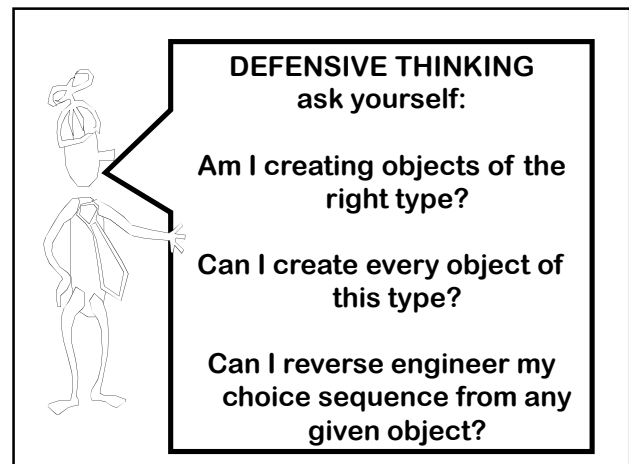 DEFENSIVE THINKING
ask yourself:
Am I creating objects of the
right type?
Can I create every object of
this type?
Can I reverse engineer my
choice sequence from any
given object?